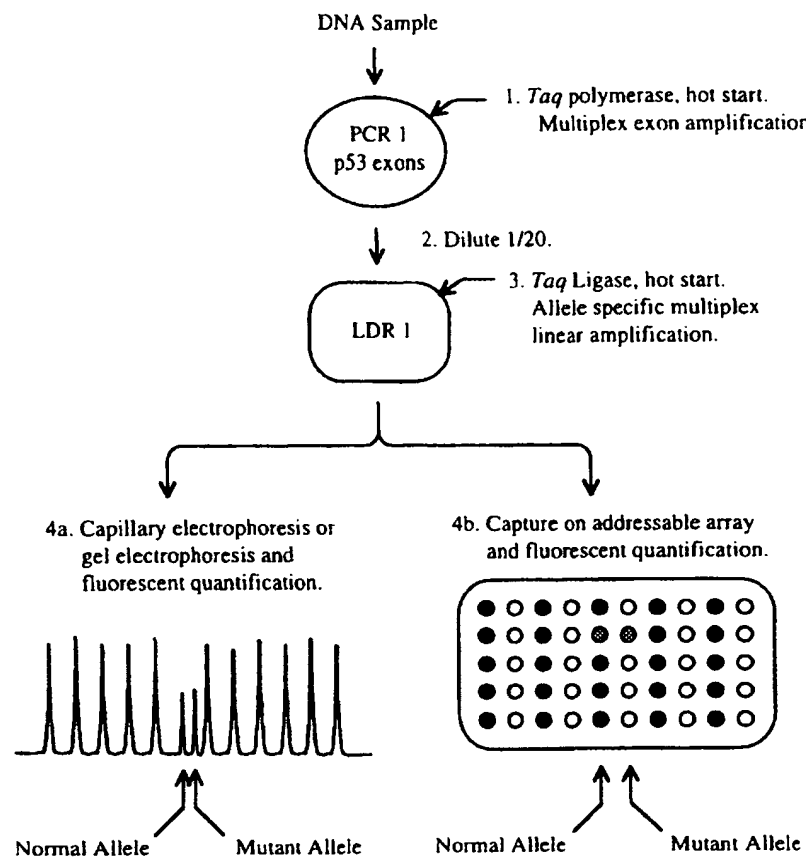 DNA Sample
1. Taq polymerase, hot start.
Multiplex exon amplification
PCR 1
p53 exons
2. Dilute 1/20.
3. Taq Ligase, hot start.
Allele specific multiplex
linear amplification.
LDR 1
4a. Capillary electrophoresis or
gel electrophoresis and
fluorescent quantification.
4b. Capture on addressable array
and fluorescent quantification.
Normal Allele
Mutant Allele
Normal Allele
Mutant Allele